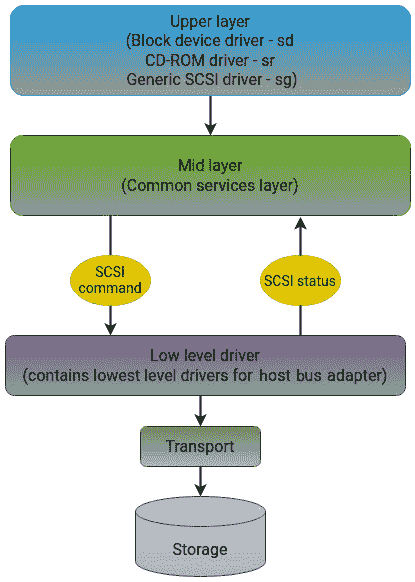 Upper layer
(Block device driver - sd
CD-ROM driver - sr
Generic SCSI driver - sg)
Mid layer
(Common services layer)
SCSI
command
SCSI status
Low level driver
(contains lowest level drivers for host bus adapter)
Transport
Storage